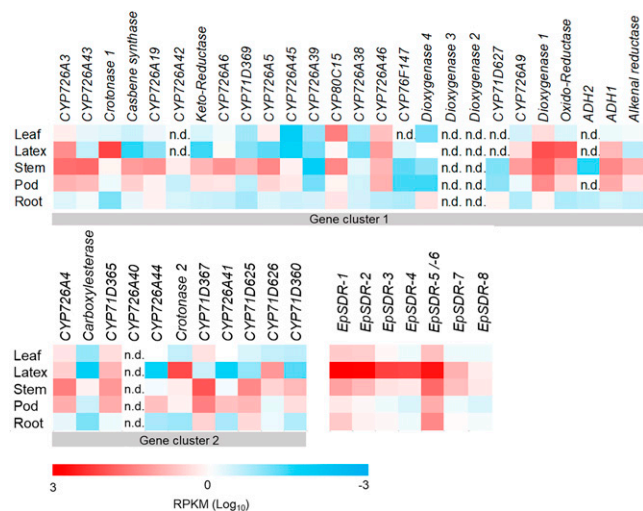 CYP726A3
CYP726A43
Crotonase 1
Casbene synthase
CYP726A19
CYP726A42
Keto-Reductase
CYP726A6
CYP71D369
CYP726A5
CYP726A45
CYP726A39
CYP80C15
CYP726A38
CYP726A46
CYP76F147
Dioxygenase 4
Dioxygenase 3
Dioxygenase 2
CYP71D627
CYP726A9
Dioxygenase 1
Oxido-Reductase
ADH2
ADH1
Alkenal reductase
Leaf n.d. n.d. n.d. n.d. n.d. n.d.
Latex n.d. n.d. n.d. n.d. n.d.
Stem n.d. n.d.
Pod n.d. n.d. n.d.
Root n.d. n.d.
Gene cluster 1
CYP726A4
Carboxylesterase
CYP71D365
CYP726A40
CYP726A44
Crotonase 2
CYP71D367
CYP726A41
CYP71D625
CYP71D626
CYP71D360
EpSDR-1
EpSDR-2
EpSDR-3
EpSDR-4
EpSDR-5 /-6
EpSDR-7
EpSDR-8
Leaf n.d.
Latex n.d.
Stem n.d.
Pod n.d.
Root n.d.
Gene cluster 2
3 0 -3
RPKM (Log10)